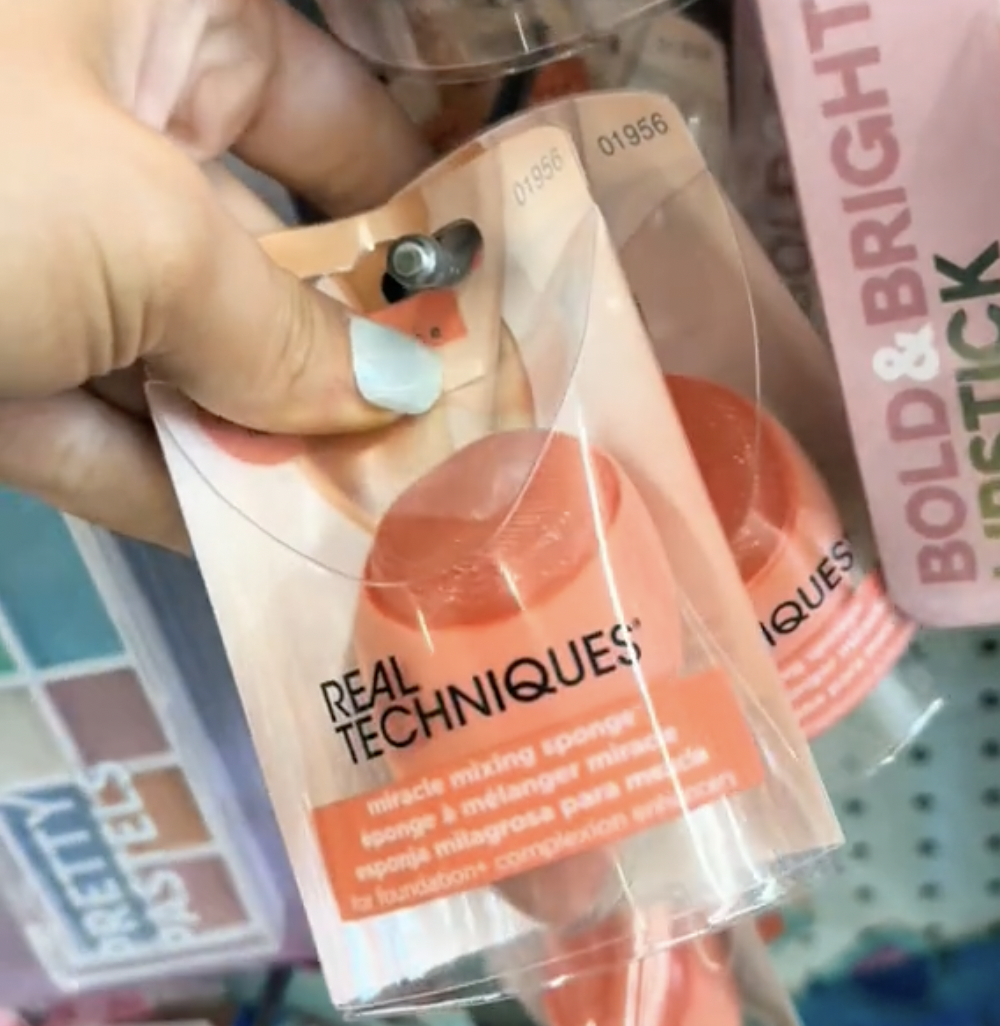 01956
01956
REAL
TECHNIQUES
miracle mixing sponge
éponge à mélanger miracle
esponja milagrosa para mezcla
for foundation+ complexion enhancers
IQUES
BOLD & BRIGHT
LIPSTICK
PRETTY
PASTELS